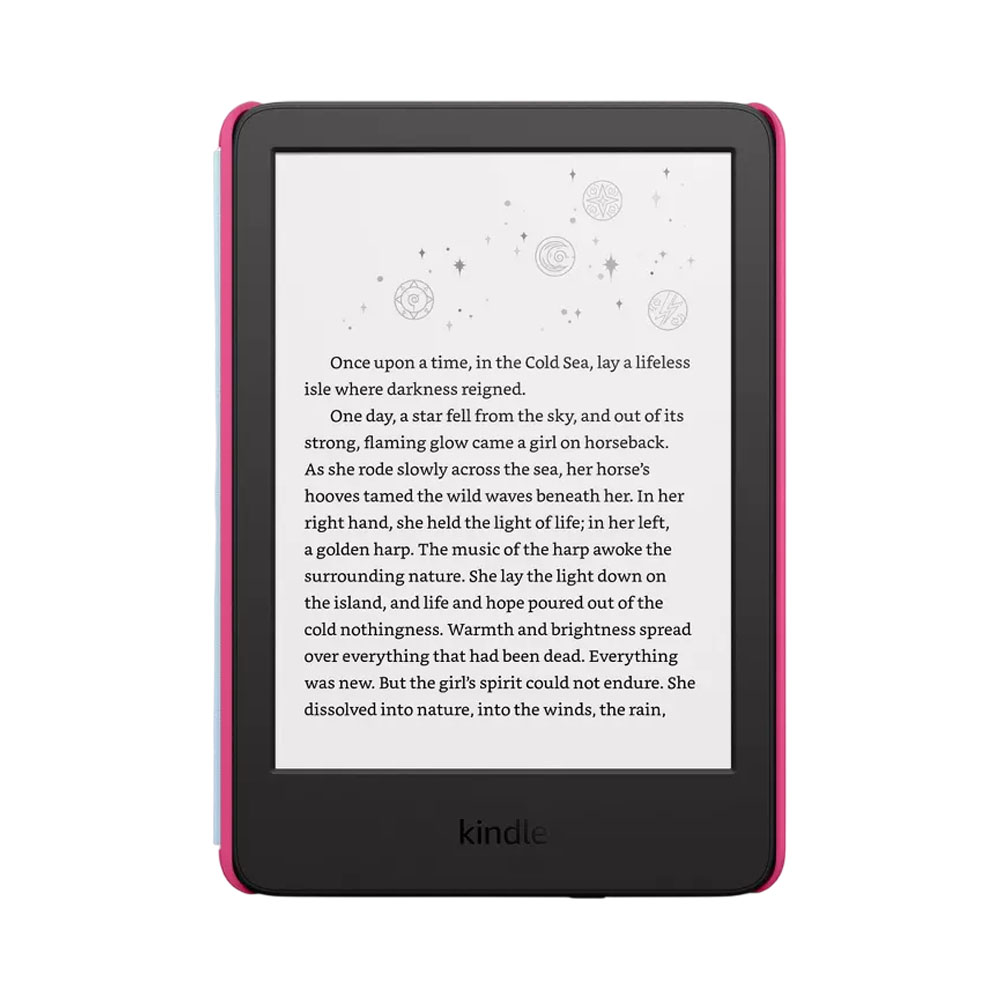 Once upon a time, in the Cold Sea, lay a lifeless
isle where darkness reigned.
One day, a star fell from the sky, and out of its
strong, flaming glow came a girl on horseback.
As she rode slowly across the sea, her horse’s
hooves tamed the wild waves beneath her. In her
right hand, she held the light of life; in her left,
a golden harp. The music of the harp awoke the
surrounding nature. She lay the light down on
the island, and life and hope poured out of the
cold nothingness. Warmth and brightness spread
over everything that had been dead. Everything
was new. But the girl’s spirit could not endure. She
dissolved into nature, into the winds, the rain,
kindle